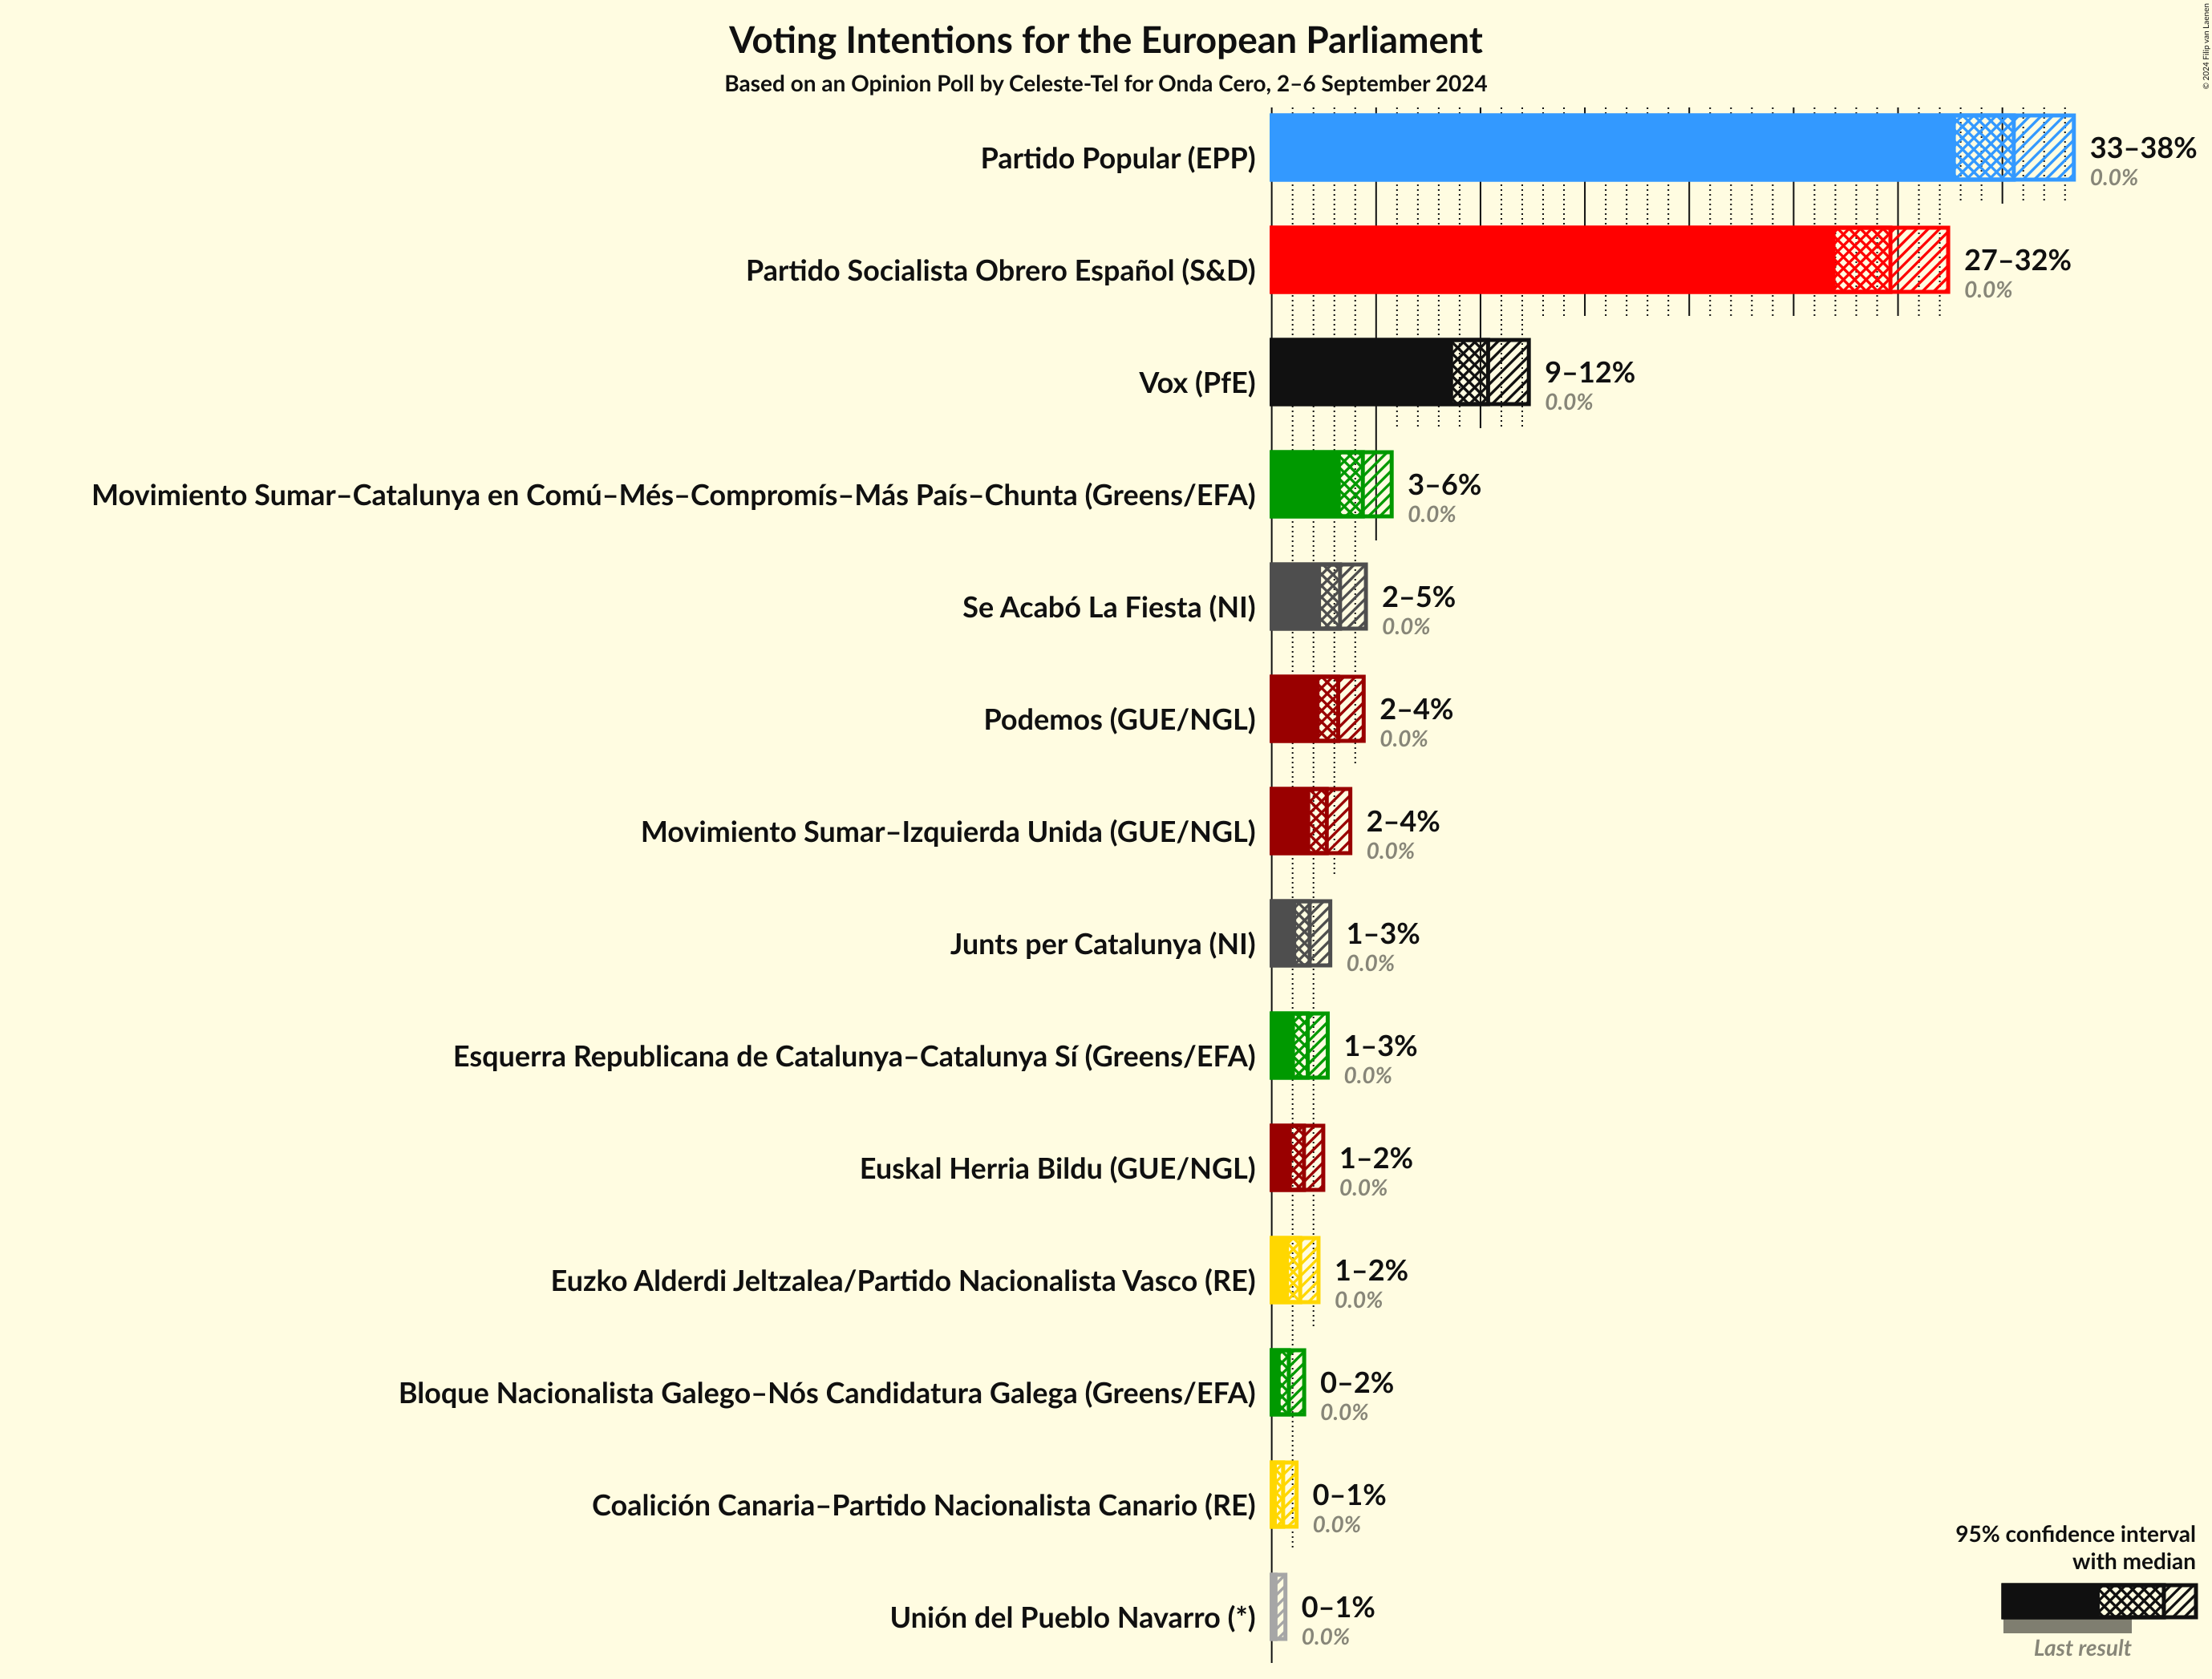 Voting Intentions for the European Parliament
Based on an Opinion Poll by Celeste-Tel for Onda Cero, 2–6 September 2024
© 2024 Filip van Laenen
Partido Popular (EPP)
33–38%
0.0%
Partido Socialista Obrero Español (S&D)
27–32%
0.0%
Vox (PfE)
9–12%
0.0%
Movimiento Sumar–Catalunya en Comú–Més–Compromís–Más País–Chunta (Greens/EFA)
3–6%
0.0%
Se Acabó La Fiesta (NI)
2–5%
0.0%
Podemos (GUE/NGL)
2–4%
0.0%
Movimiento Sumar–Izquierda Unida (GUE/NGL)
2–4%
0.0%
Junts per Catalunya (NI)
1–3%
0.0%
Esquerra Republicana de Catalunya–Catalunya Sí (Greens/EFA)
1–3%
0.0%
Euskal Herria Bildu (GUE/NGL)
1–2%
0.0%
Euzko Alderdi Jeltzalea/Partido Nacionalista Vasco (RE)
1–2%
0.0%
Bloque Nacionalista Galego–Nós Candidatura Galega (Greens/EFA)
0–2%
0.0%
Coalición Canaria–Partido Nacionalista Canario (RE)
0–1%
0.0%
Unión del Pueblo Navarro (*)
0–1%
0.0%
95% confidence interval
with median
Last result